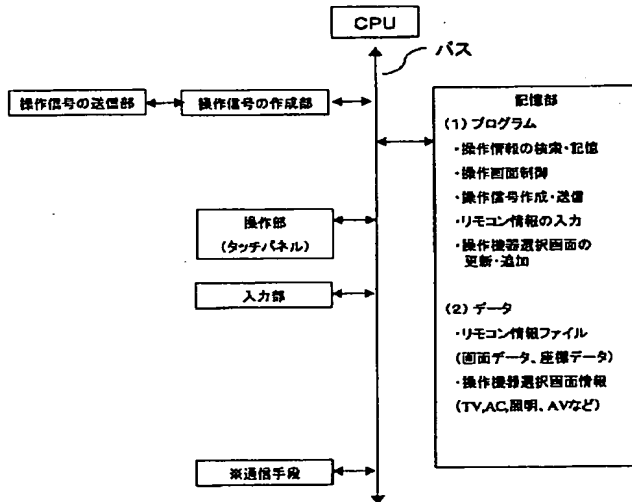 CPU
バス
操作信号の送信部
操作信号の作成部
記憶部
(1) プログラム
・操作情報の検索・記憶
・操作画面制御
・操作信号作成・送信
・リモコン情報の入力
・操作機器選択画面の
更新・追加
操作部
(タッチパネル)
入力部
(2) データ
・リモコン情報ファイル
(画面データ、座標データ)
・操作機器選択画面情報
(TV,AC,照明、AVなど)
※通信手段